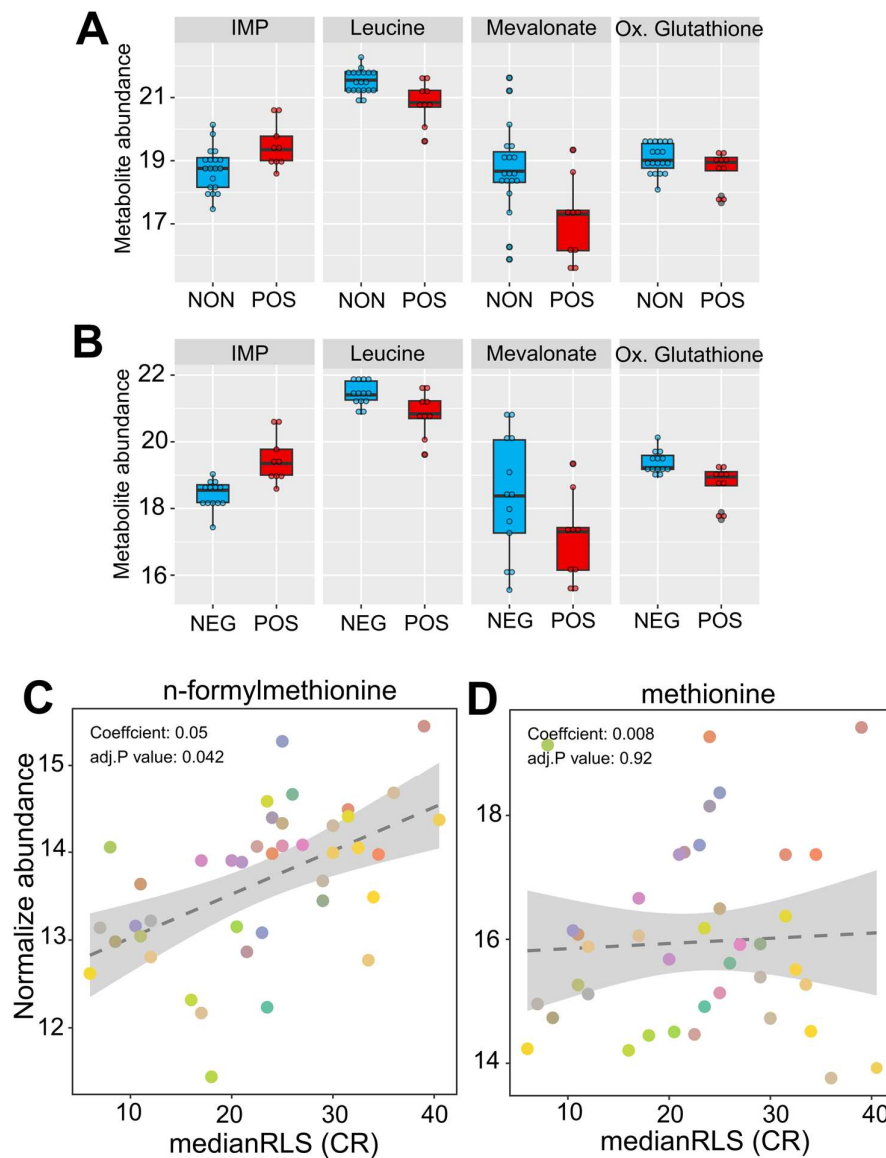 A
IMP Leucine Mevalonate Ox. Glutathione
Metabolite abundance
21
19
17
NON POS NON POS NON POS NON POS
B
IMP Leucine Mevalonate Ox. Glutathione
Metabolite abundance
22
20
18
16
NEG POS NEG POS NEG POS NEG POS
C
n-formylmethionine
Coeffcient: 0.05
adj.P value: 0.042
Normalize abundance
15
14
13
12
10 20 30 40
medianRLS (CR)
D
methionine
Coeffcient: 0.008
adj.P value: 0.92
18
16
14
10 20 30 40
medianRLS (CR)